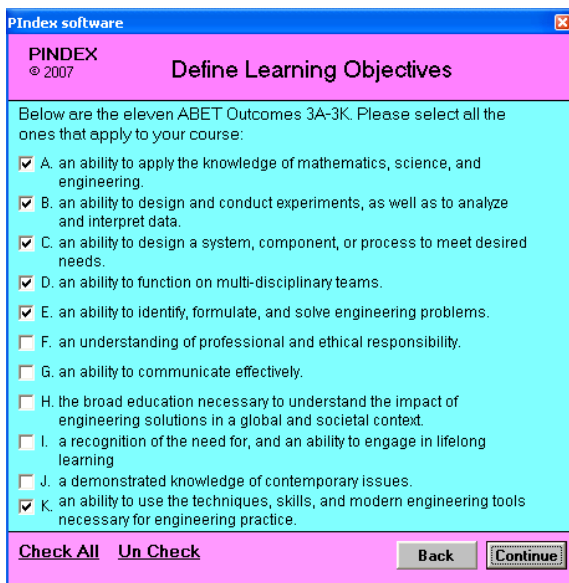 PIndex software
PINDEX
© 2007
Define Learning Objectives
Below are the eleven ABET Outcomes 3A-3K. Please select all the
ones that apply to your course:
A. an ability to apply the knowledge of mathematics, science, and
engineering.
B. an ability to design and conduct experiments, as well as to analyze
and interpret data.
C. an ability to design a system, component, or process to meet desired
needs.
D. an ability to function on multi-disciplinary teams.
E. an ability to identify, formulate, and solve engineering problems.
F. an understanding of professional and ethical responsibility.
G. an ability to communicate effectively.
H. the broad education necessary to understand the impact of
engineering solutions in a global and societal context.
I. a recognition of the need for, and an ability to engage in lifelong
learning
J. a demonstrated knowledge of contemporary issues.
K. an ability to use the techniques, skills, and modern engineering tools
necessary for engineering practice.
Check All Un Check Back Continue